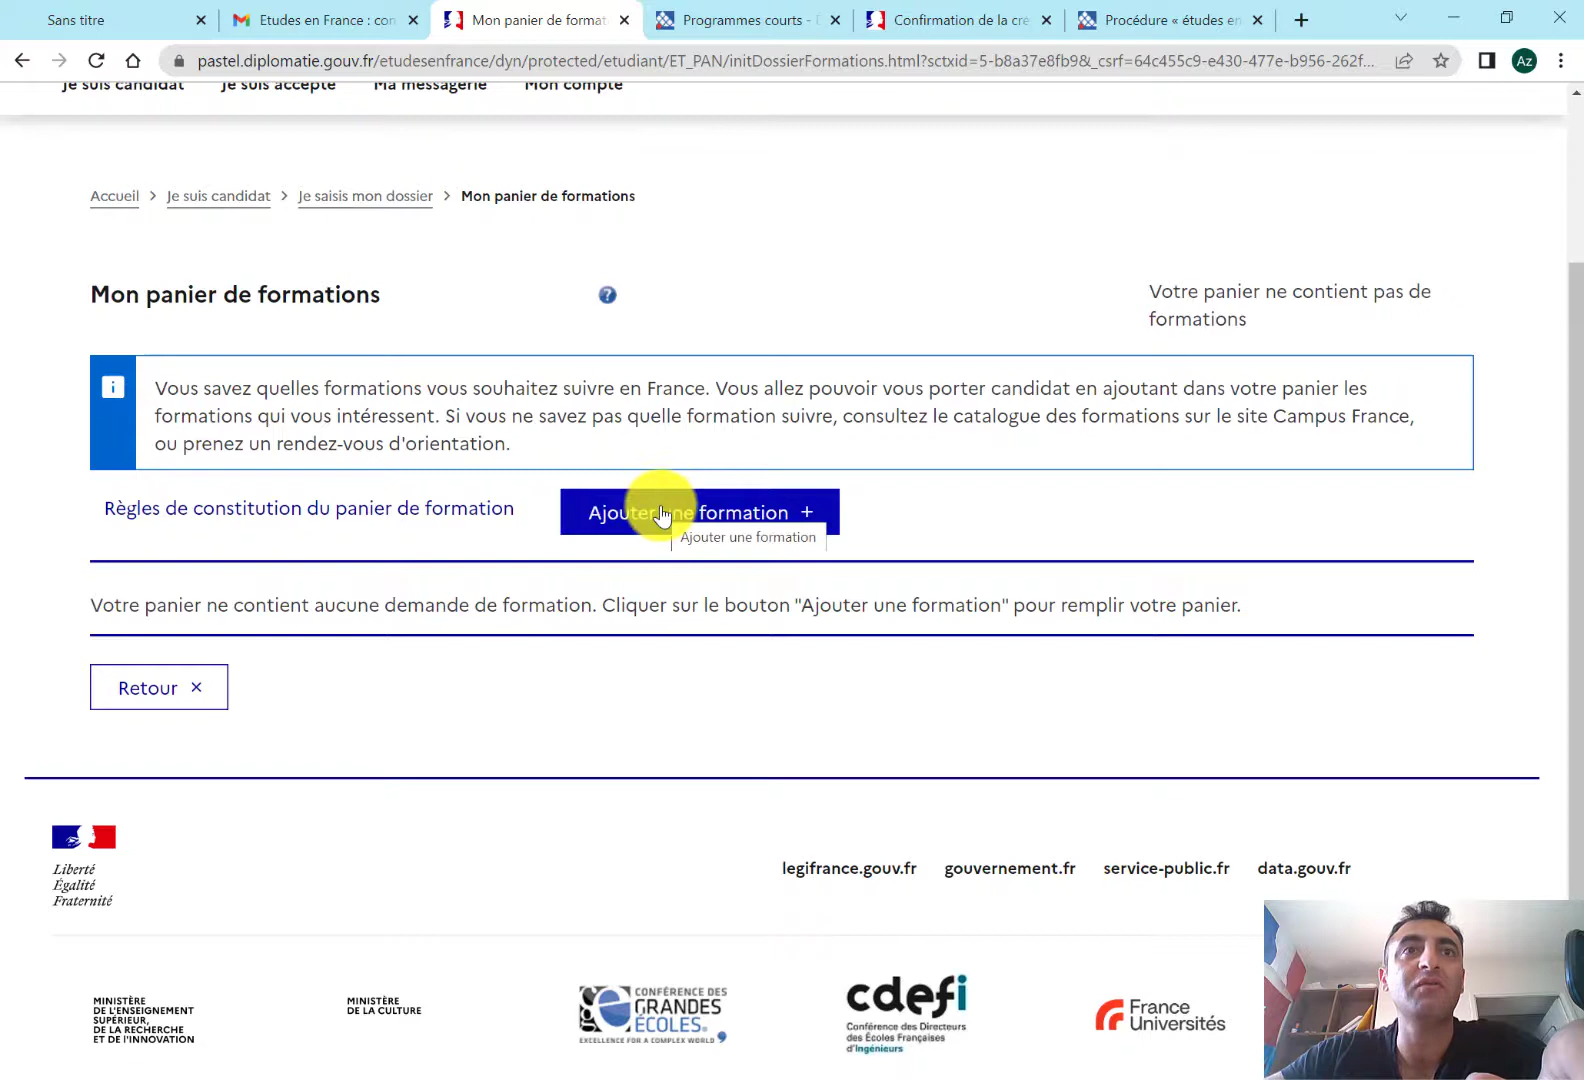 Sans titre
Etudes en France : con
Mon panier de format
Programmes courts - D
Confirmation de la cré
Procédure « études en
pastel.diplomatie.gouv.fr/etudesenfrance/dyn/protected/etudiant/ET_PAN/initDossierFormations.html?sctxid=5-b8a37e8fb98&_csrf=64c455c9-e430-477e-b956-262f...
Az
Je suis candidat
Je suis accepté
Ma messagerie
Mon compte
Accueil > Je suis candidat > Je saisis mon dossier > Mon panier de formations
Mon panier de formations
?
Votre panier ne contient pas de
formations
i
Vous savez quelles formations vous souhaitez suivre en France. Vous allez pouvoir vous porter candidat en ajoutant dans votre panier les
formations qui vous intéressent. Si vous ne savez pas quelle formation suivre, consultez le catalogue des formations sur le site Campus France,
ou prenez un rendez-vous d'orientation.
Règles de constitution du panier de formation
Ajouter une formation +
Ajouter une formation
Votre panier ne contient aucune demande de formation. Cliquer sur le bouton "Ajouter une formation" pour remplir votre panier.
Retour ×
Liberté
Égalité
Fraternité
legifrance.gouv.fr
gouvernement.fr
service-public.fr
data.gouv.fr
MINISTÈRE
DE L'ENSEIGNEMENT
SUPÉRIEUR,
DE LA RECHERCHE
ET DE L'INNOVATION
MINISTÈRE
DE LA CULTURE
CONFÉRENCE DES
GRANDES
ÉCOLES
EXCELLENCE FOR A COMPLEX WORLD
cdefi
Conférence des Directeurs
des Écoles Françaises
d'Ingénieurs
France
Universités